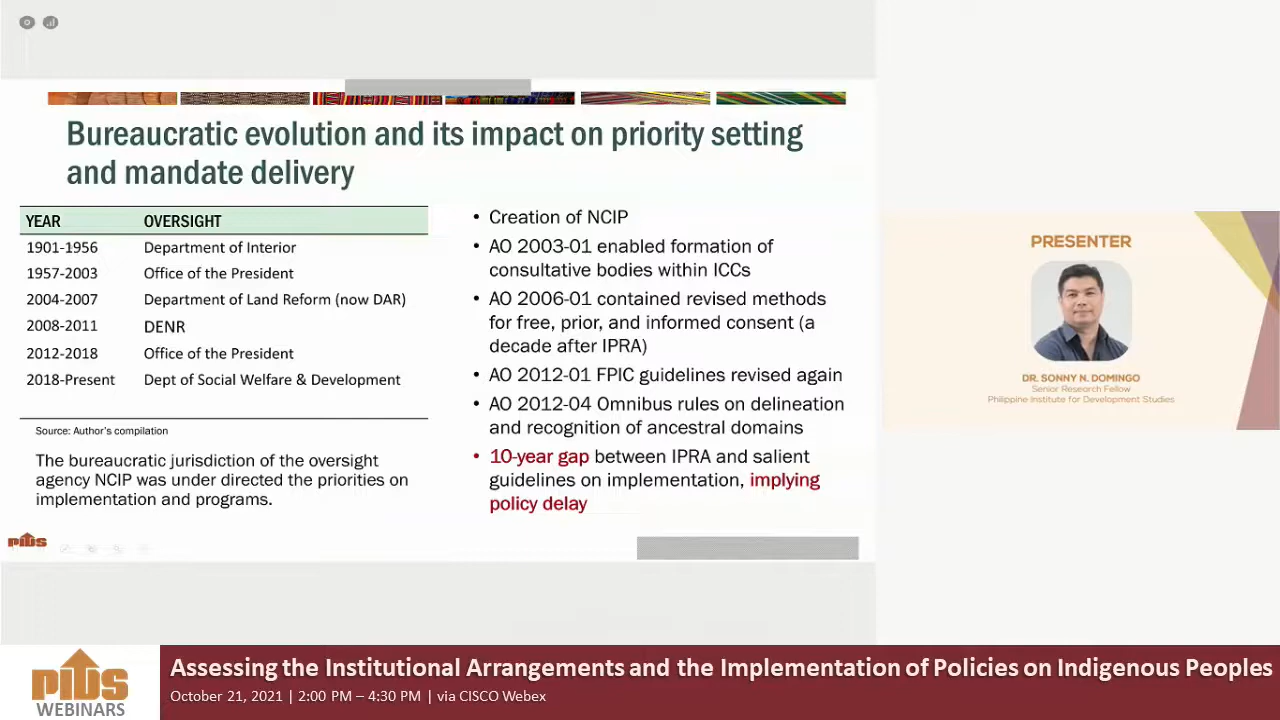 Bureaucratic evolution and its impact on priority setting
and mandate delivery
YEAR OVERSIGHT
1901-1956 Department of Interior
1957-2003 Office of the President
2004-2007 Department of Land Reform (now DAR)
2008-2011 DENR
2012-2018 Office of the President
2018-Present Dept of Social Welfare & Development
Source: Author's compilation
The bureaucratic jurisdiction of the oversight
agency NCIP was under directed the priorities on
implementation and programs.
• Creation of NCIP
• AO 2003-01 enabled formation of
consultative bodies within ICCs
• AO 2006-01 contained revised methods
for free, prior, and informed consent (a
decade after IPRA)
• AO 2012-01 FPIC guidelines revised again
• AO 2012-04 Omnibus rules on delineation
and recognition of ancestral domains
• 10-year gap between IPRA and salient
guidelines on implementation, implying
policy delay
PIDS
PRESENTER
DR. SONNY N. DOMINGO
Senior Research Fellow
Philippine Institute for Development Studies
PIDS
WEBINARS
Assessing the Institutional Arrangements and the Implementation of Policies on Indigenous Peoples
October 21, 2021 | 2:00 PM – 4:30 PM | via CISCO Webex